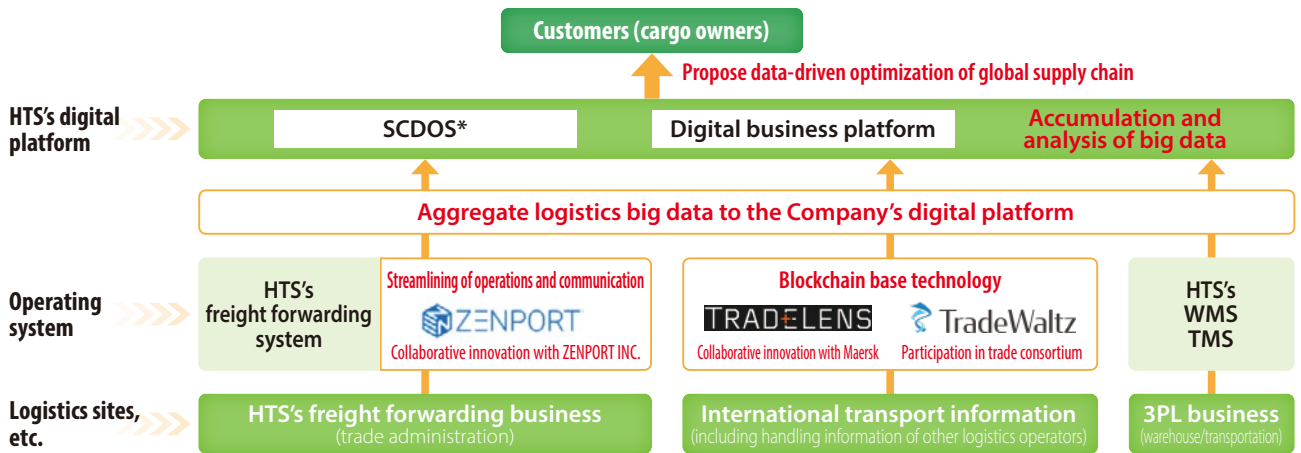 Customers (cargo owners)
Propose data-driven optimization of global supply chain
HTS's digital
platform
SCDOS*
Digital business platform
Accumulation and
analysis of big data
Aggregate logistics big data to the Company's digital platform
Operating
system
HTS's
freight forwarding
system
Streamlining of operations and communication
ZENPORT
Collaborative innovation with ZENPORT INC.
Blockchain base technology
TRADELENS
Collaborative innovation with Maersk
TradeWaltz
Participation in trade consortium
HTS's
WMS
TMS
Logistics sites,
etc.
HTS's freight forwarding business
(trade administration)
International transport information
(including handling information of other logistics operators)
3PL business
(warehouse/transportation)